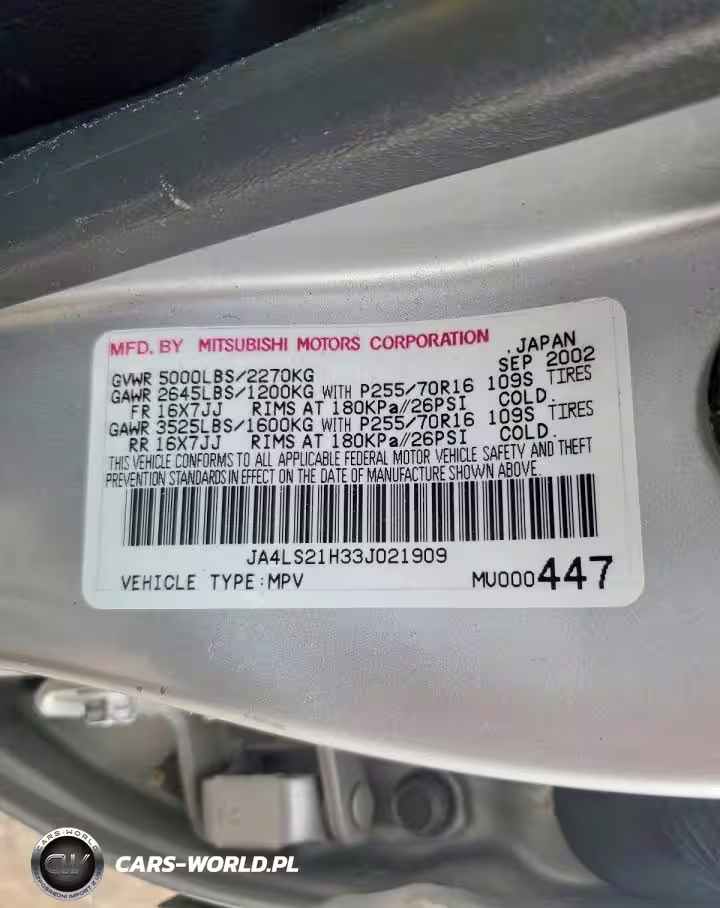 MFD. BY MITSUBISHI MOTORS CORPORATION , JAPAN
SEP 2002
GVWR 5000LBS/2270KG
GAWR 2645LBS/1200KG WITH P255/70R16 109S TIRES
FR 16X7JJ RIMS AT 180KPa//26PSI COLD.
GAWR 3525LBS/1600KG WITH P255/70R16 109S TIRES
RR 16X7JJ RIMS AT 180KPa//26PSI COLD.
THIS VEHICLE CONFORMS TO ALL APPLICABLE FEDERAL MOTOR VEHICLE SAFETY AND THEFT
PREVENTION STANDARDS IN EFFECT ON THE DATE OF MANUFACTURE SHOWN ABOVE.
JA4LS21H33J021909
VEHICLE TYPE:MPV MU000447
CARS-WORLD
CW
CARS-WORLD.PL